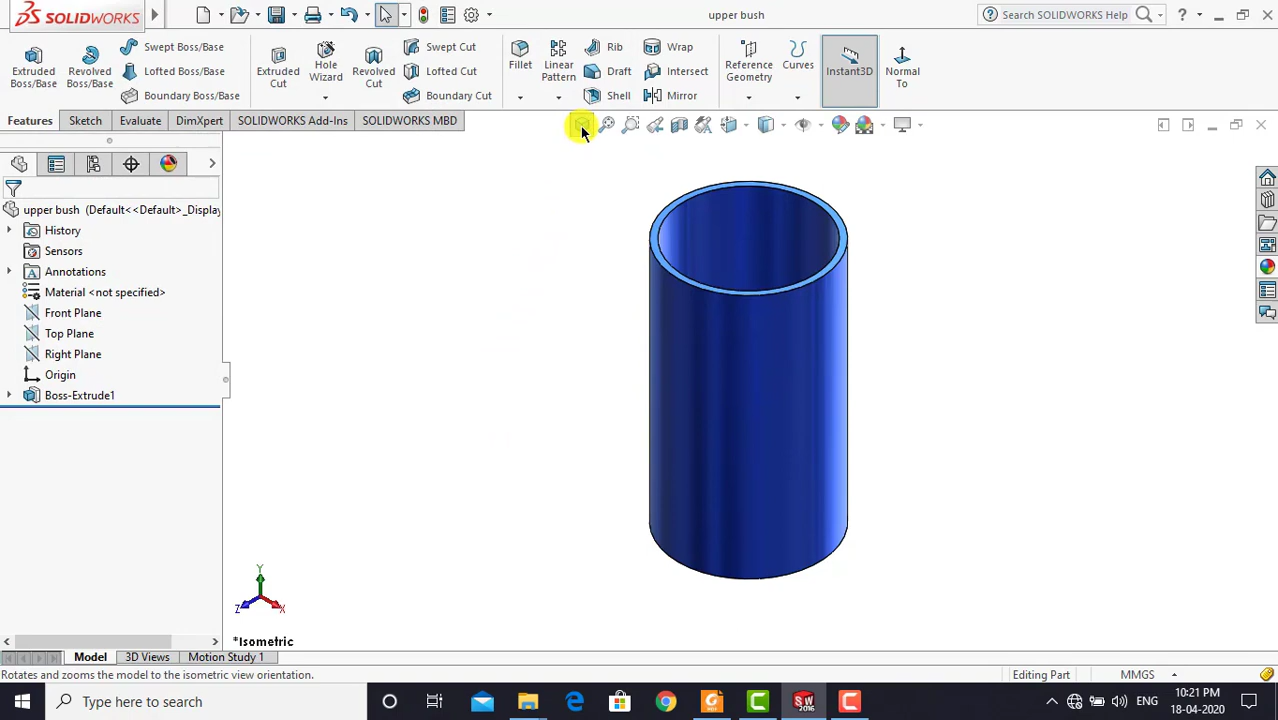 SOLIDWORKS
upper bush
Search SOLIDWORKS Help
?
Extruded Boss/Base
Revolved Boss/Base
Swept Boss/Base
Lofted Boss/Base
Boundary Boss/Base
Extruded Cut
Hole Wizard
Revolved Cut
Swept Cut
Lofted Cut
Boundary Cut
Fillet
Linear Pattern
Rib
Draft
Shell
Wrap
Intersect
Mirror
Reference Geometry
Curves
Instant3D
Normal To
Features
Sketch
Evaluate
DimXpert
SOLIDWORKS Add-Ins
SOLIDWORKS MBD
upper bush (Default<<Default>_Display
History
Sensors
Annotations
Material <not specified>
Front Plane
Top Plane
Right Plane
Origin
Boss-Extrude1
Y
Z
X
*Isometric
Model
3D Views
Motion Study 1
Rotates and zooms the model to the isometric view orientation.
Editing Part
MMGS
Type here to search
SW
2016
ENG
10:21 PM
18-04-2020